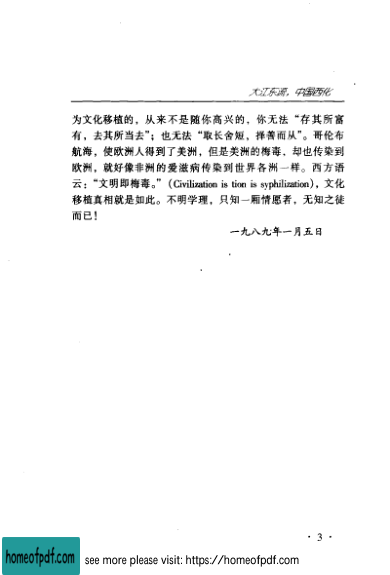 大江东流，中国西化
为文化移植的，从来不是随你高兴的，你无法“存其所富
有，去其所当去”；也无法“取长舍短，择善而从”。哥伦布
航海，使欧洲人得到了美洲，但是美洲的梅毒，却也传染到
欧洲，就好像非洲的爱滋病传染到世界各洲一样。西方语
云：“文明即梅毒。”（Civilization is tion is syphilization），文化
移植真相就是如此。不明学理，只知一厢情愿者，无知之徒
而已！
一九八九年一月五日
· 3 ·
homeofpdf.com
see more please visit: https://homeofpdf.com